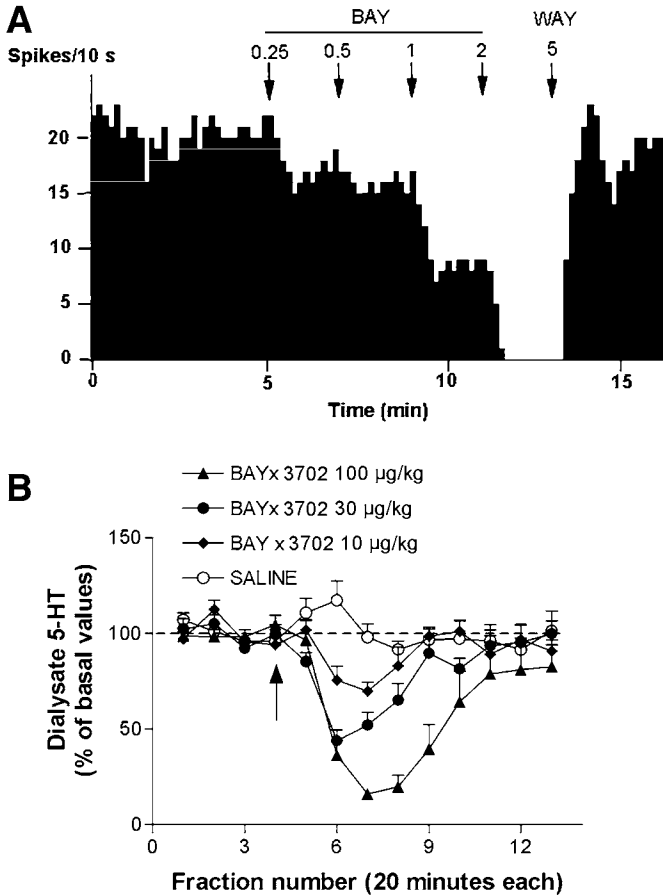 A
BAY
WAY
Spikes/10 s
0.25 0.5 1 2 5
20
15
10
5
0
0 5 10 15
Time (min)
B
BAYx 3702 100 µg/kg
BAYx 3702 30 µg/kg
BAY x 3702 10 µg/kg
SALINE
Dialysate 5-HT
(% of basal values)
150
100
50
0
0 3 6 9 12
Fraction number (20 minutes each)